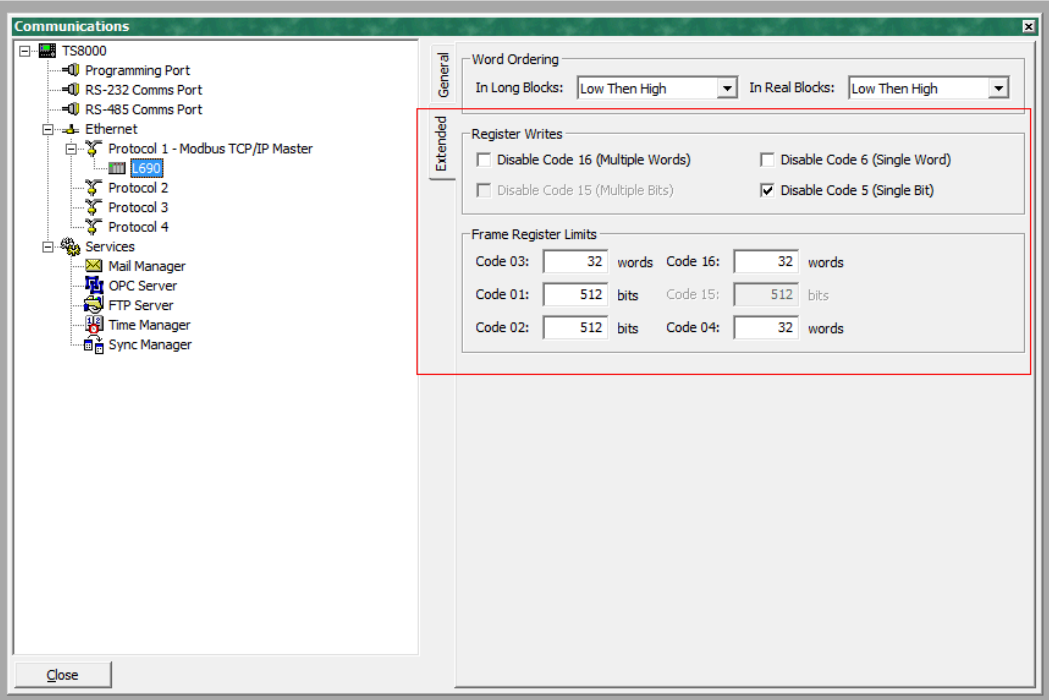 Communications
TS8000
Programming Port
RS-232 Comms Port
RS-485 Comms Port
Ethernet
Protocol 1 - Modbus TCP/IP Master
L690
Protocol 2
Protocol 3
Protocol 4
Services
Mail Manager
OPC Server
FTP Server
Time Manager
Sync Manager
Close
General
Extended
Word Ordering
In Long Blocks: Low Then High In Real Blocks: Low Then High
Register Writes
Disable Code 16 (Multiple Words) Disable Code 6 (Single Word)
Disable Code 15 (Multiple Bits) Disable Code 5 (Single Bit)
Frame Register Limits
Code 03: 32 words Code 16: 32 words
Code 01: 512 bits Code 15: 512 bits
Code 02: 512 bits Code 04: 32 words